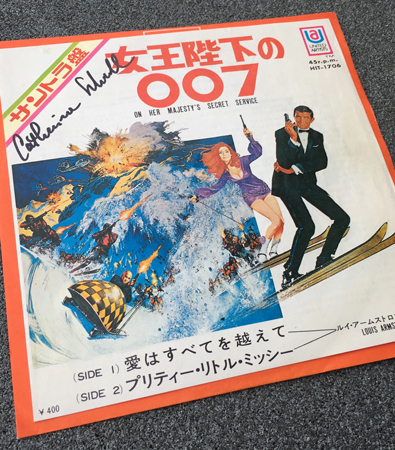 サントラ盤
Catherine Schell
女王陛下の
007
ON HER MAJESTY'S SECRET SERVICE
UA
UNITED
ARTISTS
45r.p.m.
HIT-1706
(SIDE 1) 愛はすべてを越えて
(SIDE 2) プリティー・リトル・ミッシー
ルイ・アームストロ
LOUIS ARMS
¥400